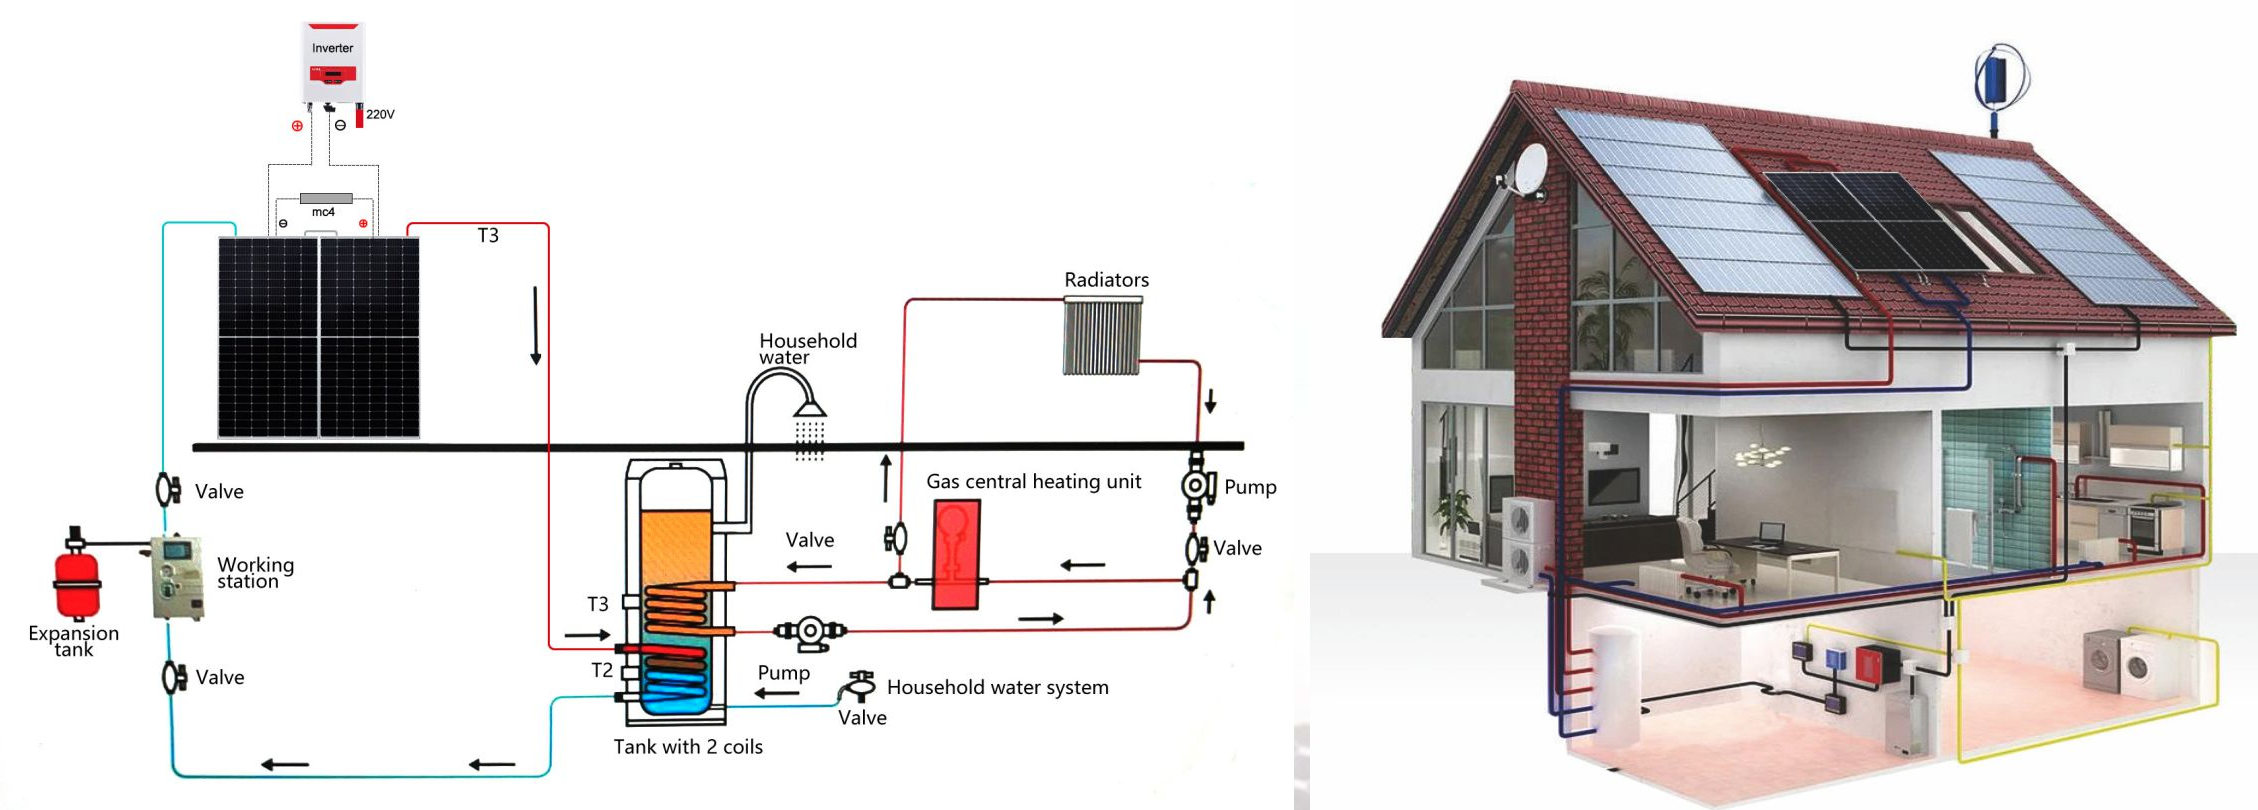 Inverter
220V
⊕
⊖
mc4
⊖
⊕
T3
Radiators
Household
water
Valve
Gas central heating unit
Pump
Valve
Valve
Working
station
T3
Expansion
tank
T2
Pump
Valve
Household water system
Valve
Tank with 2 coils